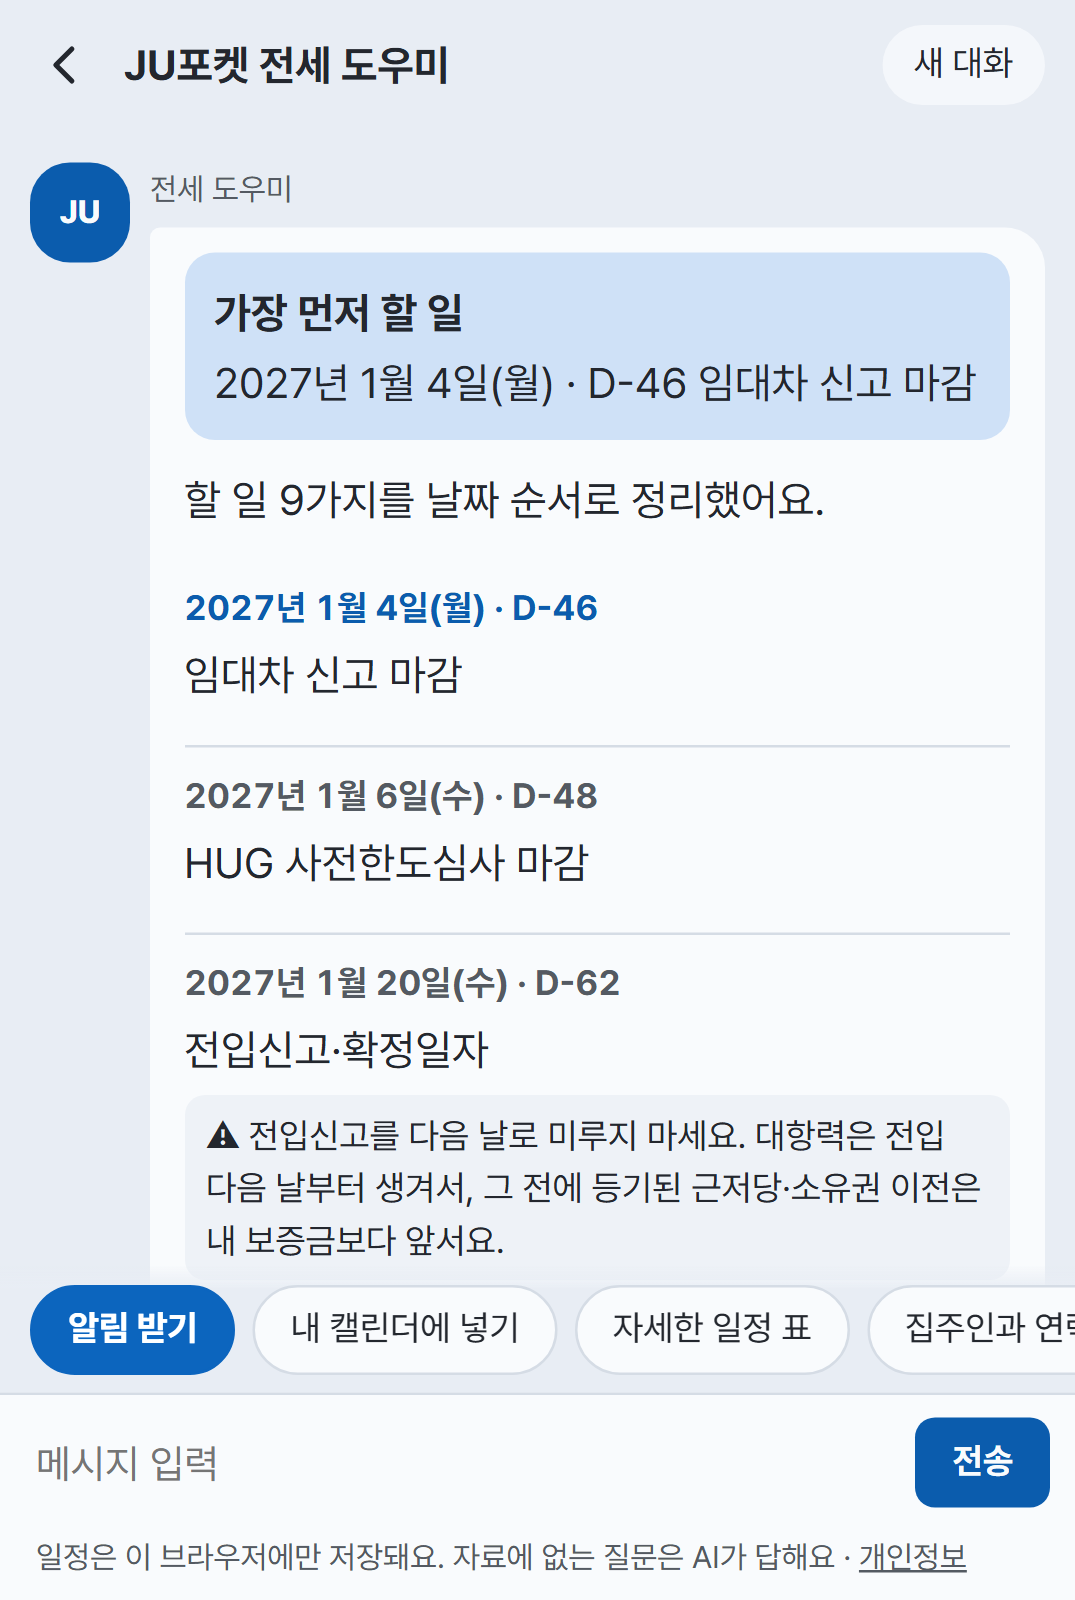 JU포켓 전세 도우미
새 대화
JU
전세 도우미
가장 먼저 할 일
2027년 1월 4일(월) · D-46 임대차 신고 마감
할 일 9가지를 날짜 순서로 정리했어요.
2027년 1월 4일(월) · D-46
임대차 신고 마감
2027년 1월 6일(수) · D-48
HUG 사전한도심사 마감
2027년 1월 20일(수) · D-62
전입신고·확정일자
⚠ 전입신고를 다음 날로 미루지 마세요. 대항력은 전입
다음 날부터 생겨서, 그 전에 등기된 근저당·소유권 이전은
내 보증금보다 앞서요.
알림 받기
내 캘린더에 넣기
자세한 일정 표
집주인과
메시지 입력
전송
일정은 이 브라우저에만 저장돼요. 자료에 없는 질문은 AI가 답해요 · 개인정보